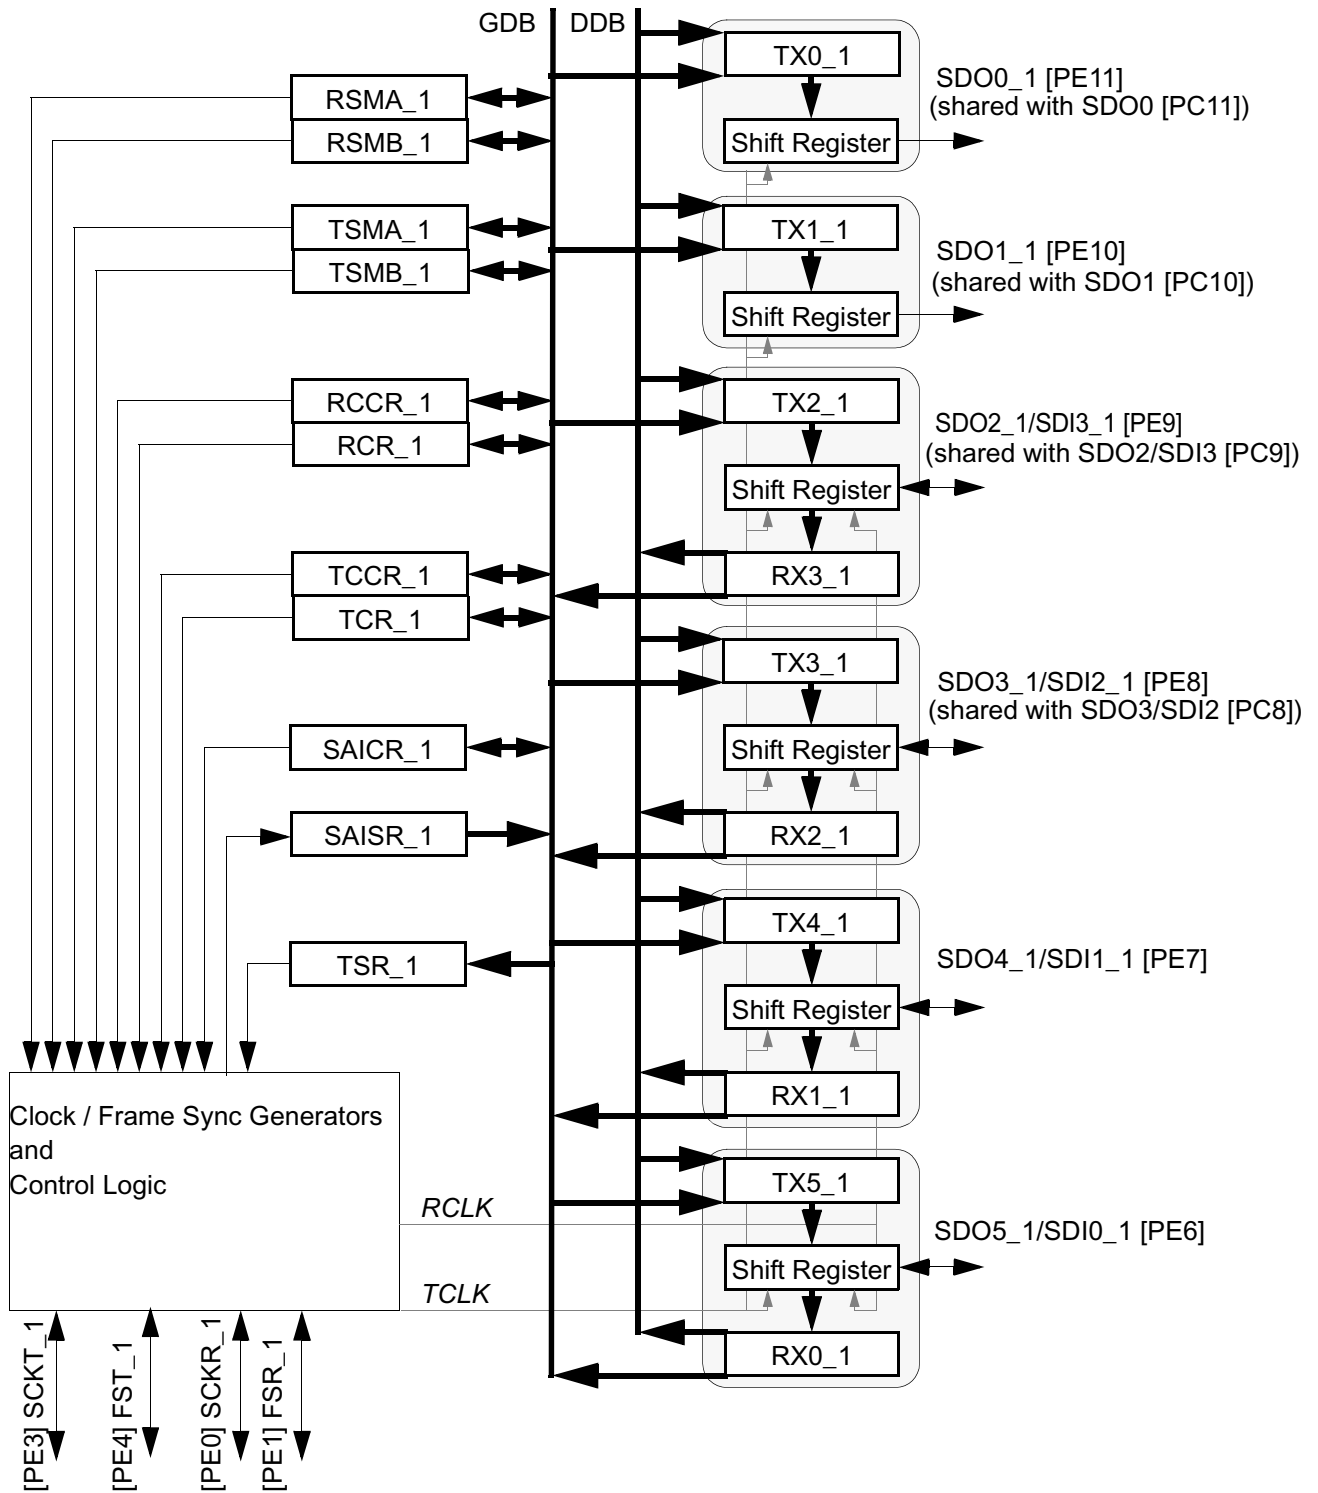 GDB
DDB
RSMA_1
RSMB_1
TSMA_1
TSMB_1
RCCR_1
RCR_1
TCCR_1
TCR_1
SAICR_1
SAISR_1
TSR_1
TX0_1
Shift Register
SDO0_1 [PE11]
(shared with SDO0 [PC11])
TX1_1
Shift Register
SDO1_1 [PE10]
(shared with SDO1 [PC10])
TX2_1
Shift Register
RX3_1
SDO2_1/SDI3_1 [PE9]
(shared with SDO2/SDI3 [PC9])
TX3_1
Shift Register
RX2_1
SDO3_1/SDI2_1 [PE8]
(shared with SDO3/SDI2 [PC8])
TX4_1
Shift Register
RX1_1
SDO4_1/SDI1_1 [PE7]
TX5_1
Shift Register
RX0_1
SDO5_1/SDI0_1 [PE6]
Clock / Frame Sync Generators
and
Control Logic
RCLK
TCLK
[PE3] SCKT_1
[PE4] FST_1
[PE0] SCKR_1
[PE1] FSR_1